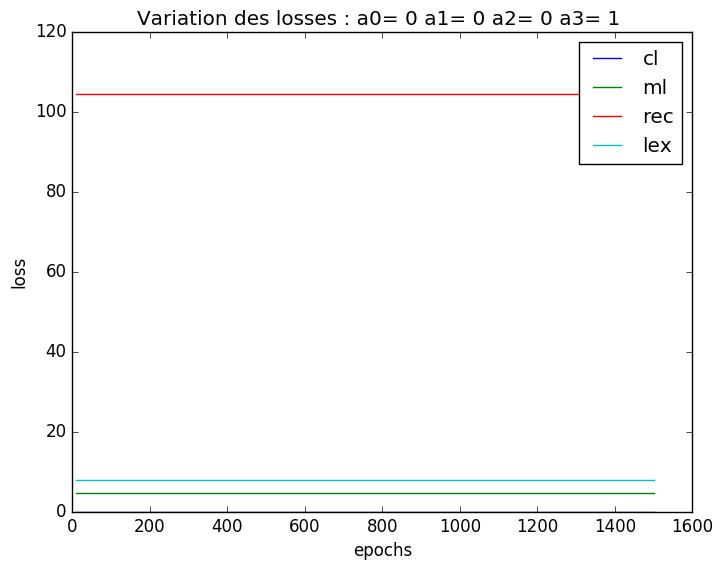 Variation des losses : a0= 0 a1= 0 a2= 0 a3= 1
120
100
80
60
40
20
0
loss
cl
ml
rec
lex
0 200 400 600 800 1000 1200 1400 1600
epochs